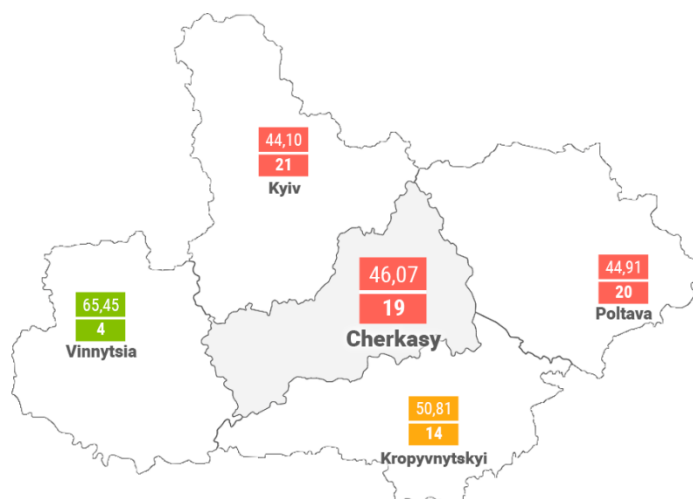 44,10
21
Kyiv
46,07
19
Cherkasy
44,91
20
Poltava
65,45
4
Vinnytsia
50,81
14
Kropyvnytskyi